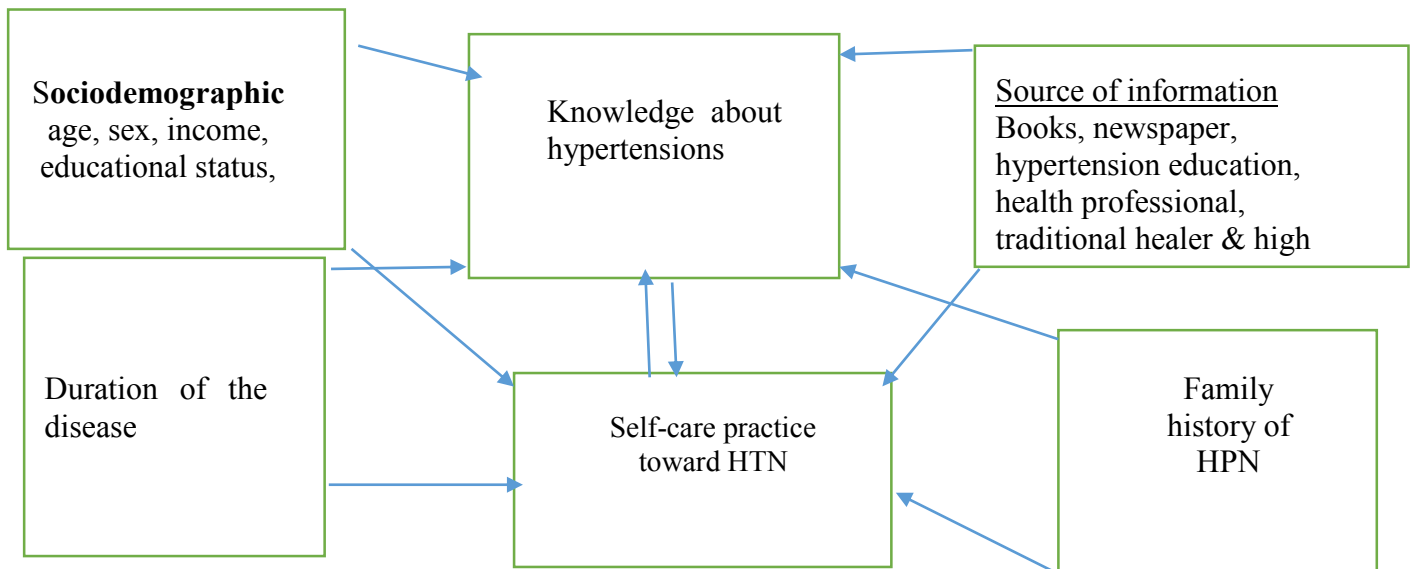 Sociodemographic
age, sex, income,
educational status,
Knowledge about
hypertensions
Source of information
Books, newspaper,
hypertension education,
health professional,
traditional healer & high
Duration of the
disease
Self-care practice
toward HTN
Family
history of
HPN